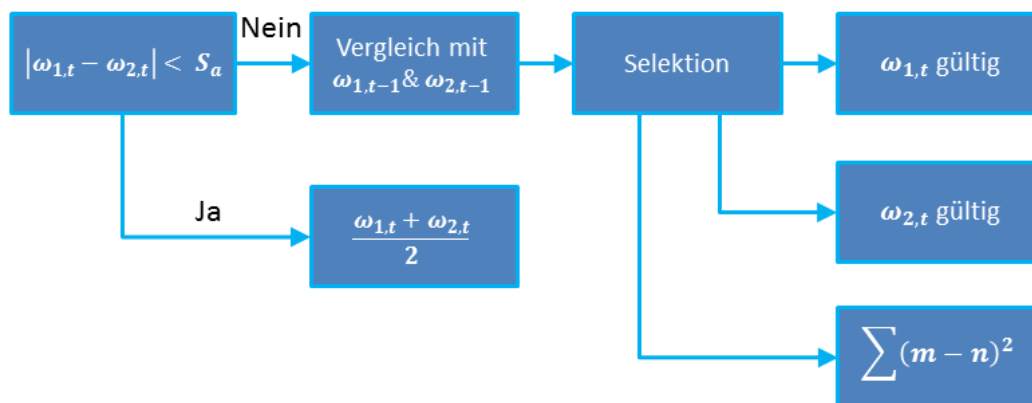 |ω₁,ₜ − ω₂,ₜ| < Sₐ
Nein
Vergleich mit
ω₁,ₜ₋₁& ω₂,ₜ₋₁
Selektion
ω₁,ₜ gültig
Ja
ω₁,ₜ + ω₂,ₜ
2
ω₂,ₜ gültig
∑(m − n)²